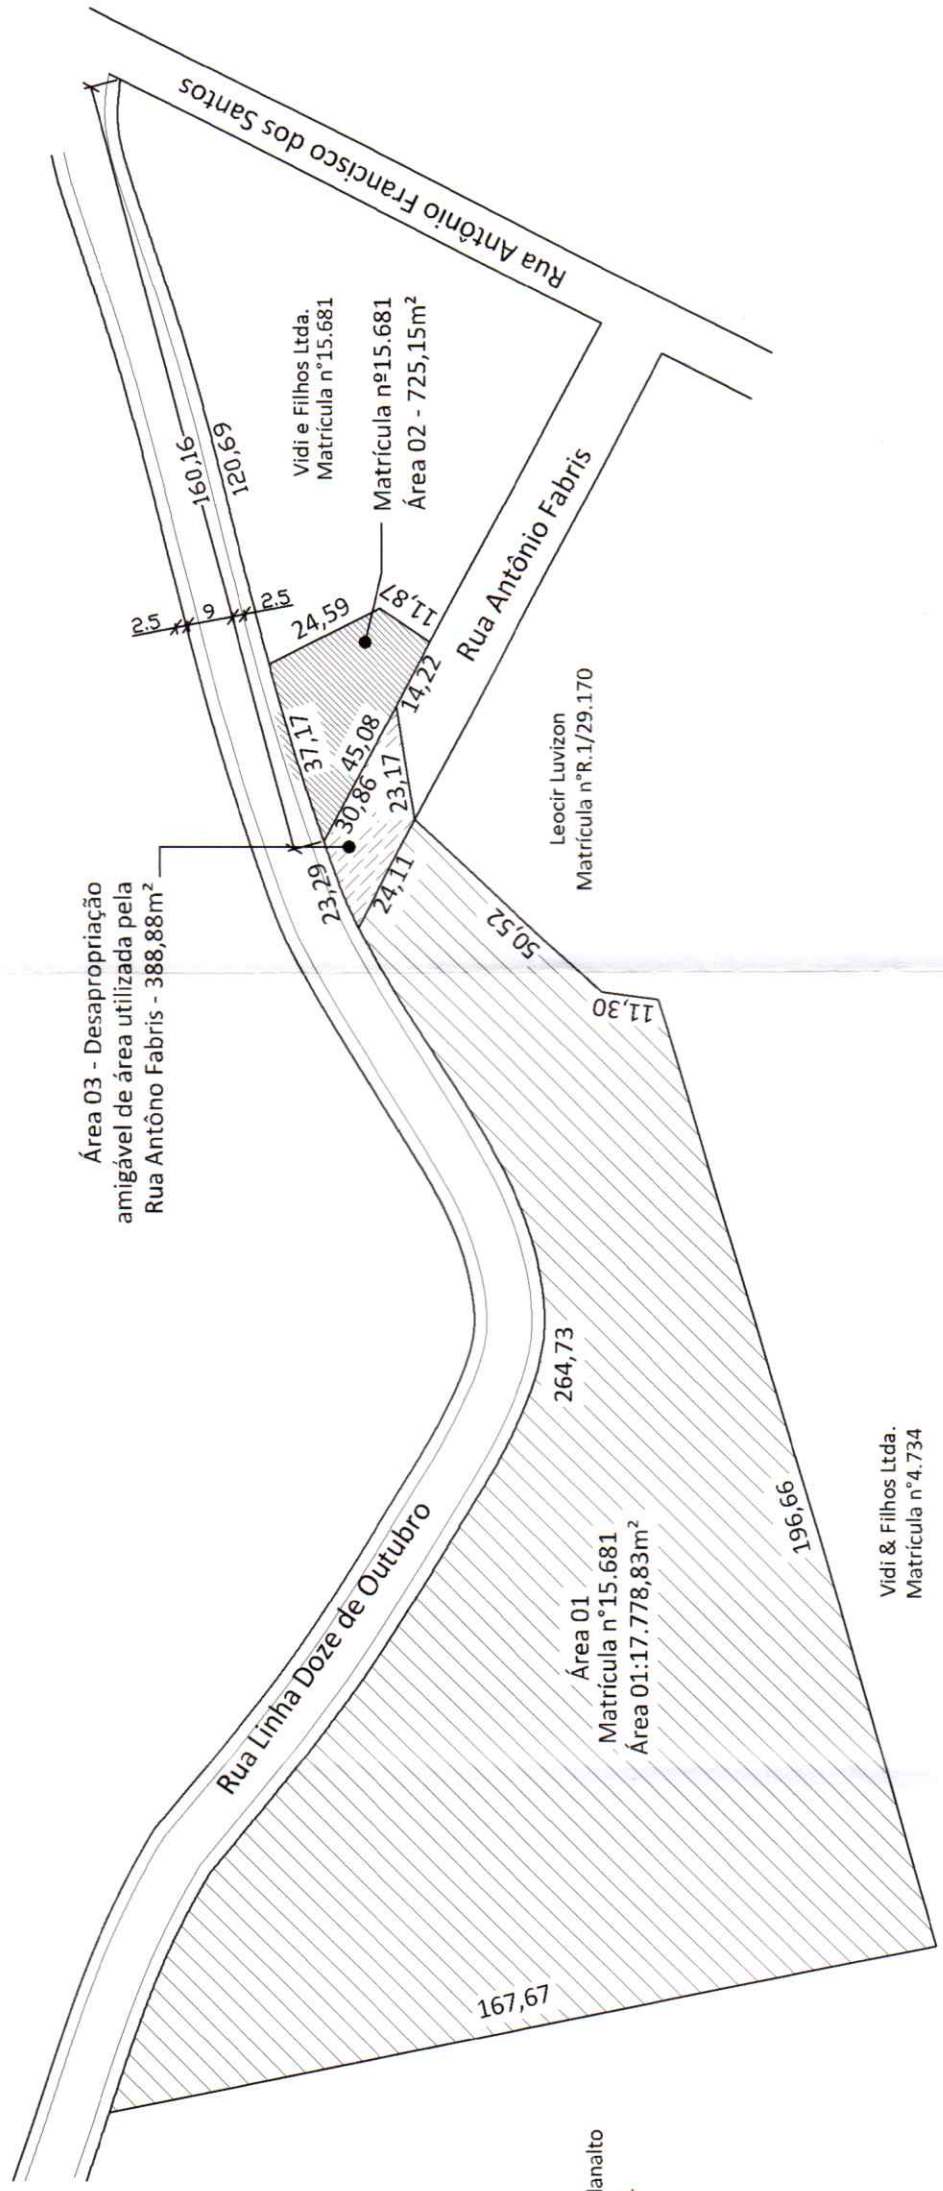 Área 03 - Desapropriação
amigável de área utilizada pela
Rua Antôno Fabris - 388,88m²
Rua Linha Doze de Outubro
Rua Antônio Francisco dos Santos
Rua Antônio Fabris
Vidi e Filhos Ltda.
Matrícula n°15.681
Matrícula nº15.681
Área 02 - 725,15m²
160,16
120,69
2.5
9
2.5
24,59
11,87
14,22
37,17
45,08
30,86
23,17
23,29
24,11
50,52
11,30
Leocir Luvizon
Matrícula n°R.1/29.170
264,73
Área 01
Matrícula n°15.681
Área 01:17.778,83m²
196,66
167,67
Vidi & Filhos Ltda.
Matrícula n°4.734